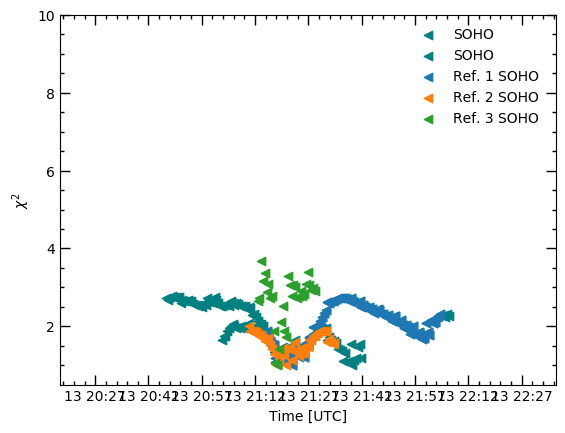 10
8
6
4
2
χ²
SOHO
SOHO
Ref. 1 SOHO
Ref. 2 SOHO
Ref. 3 SOHO
13 20:27 13 20:42 13 20:57 13 21:12 13 21:27 13 21:42 13 21:57 13 22:12 13 22:27
Time [UTC]